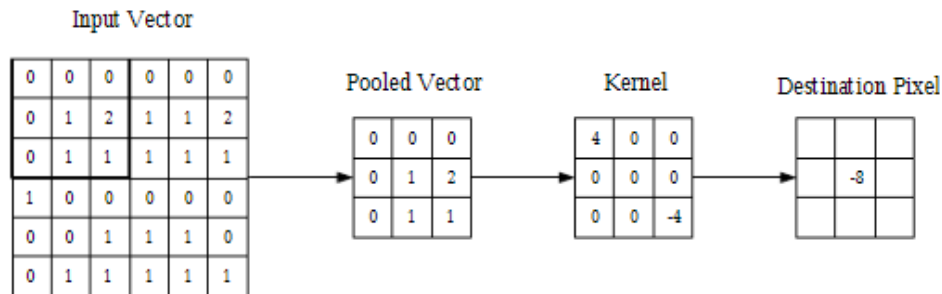 Input Vector
0 0 0 0 0 0
0 1 2 1 1 2
0 1 1 1 1 1
1 0 0 0 0 0
0 0 1 1 1 0
0 1 1 1 1 1
Pooled Vector
0 0 0
0 1 2
0 1 1
Kernel
4 0 0
0 0 0
0 0 -4
Destination Pixel
-8